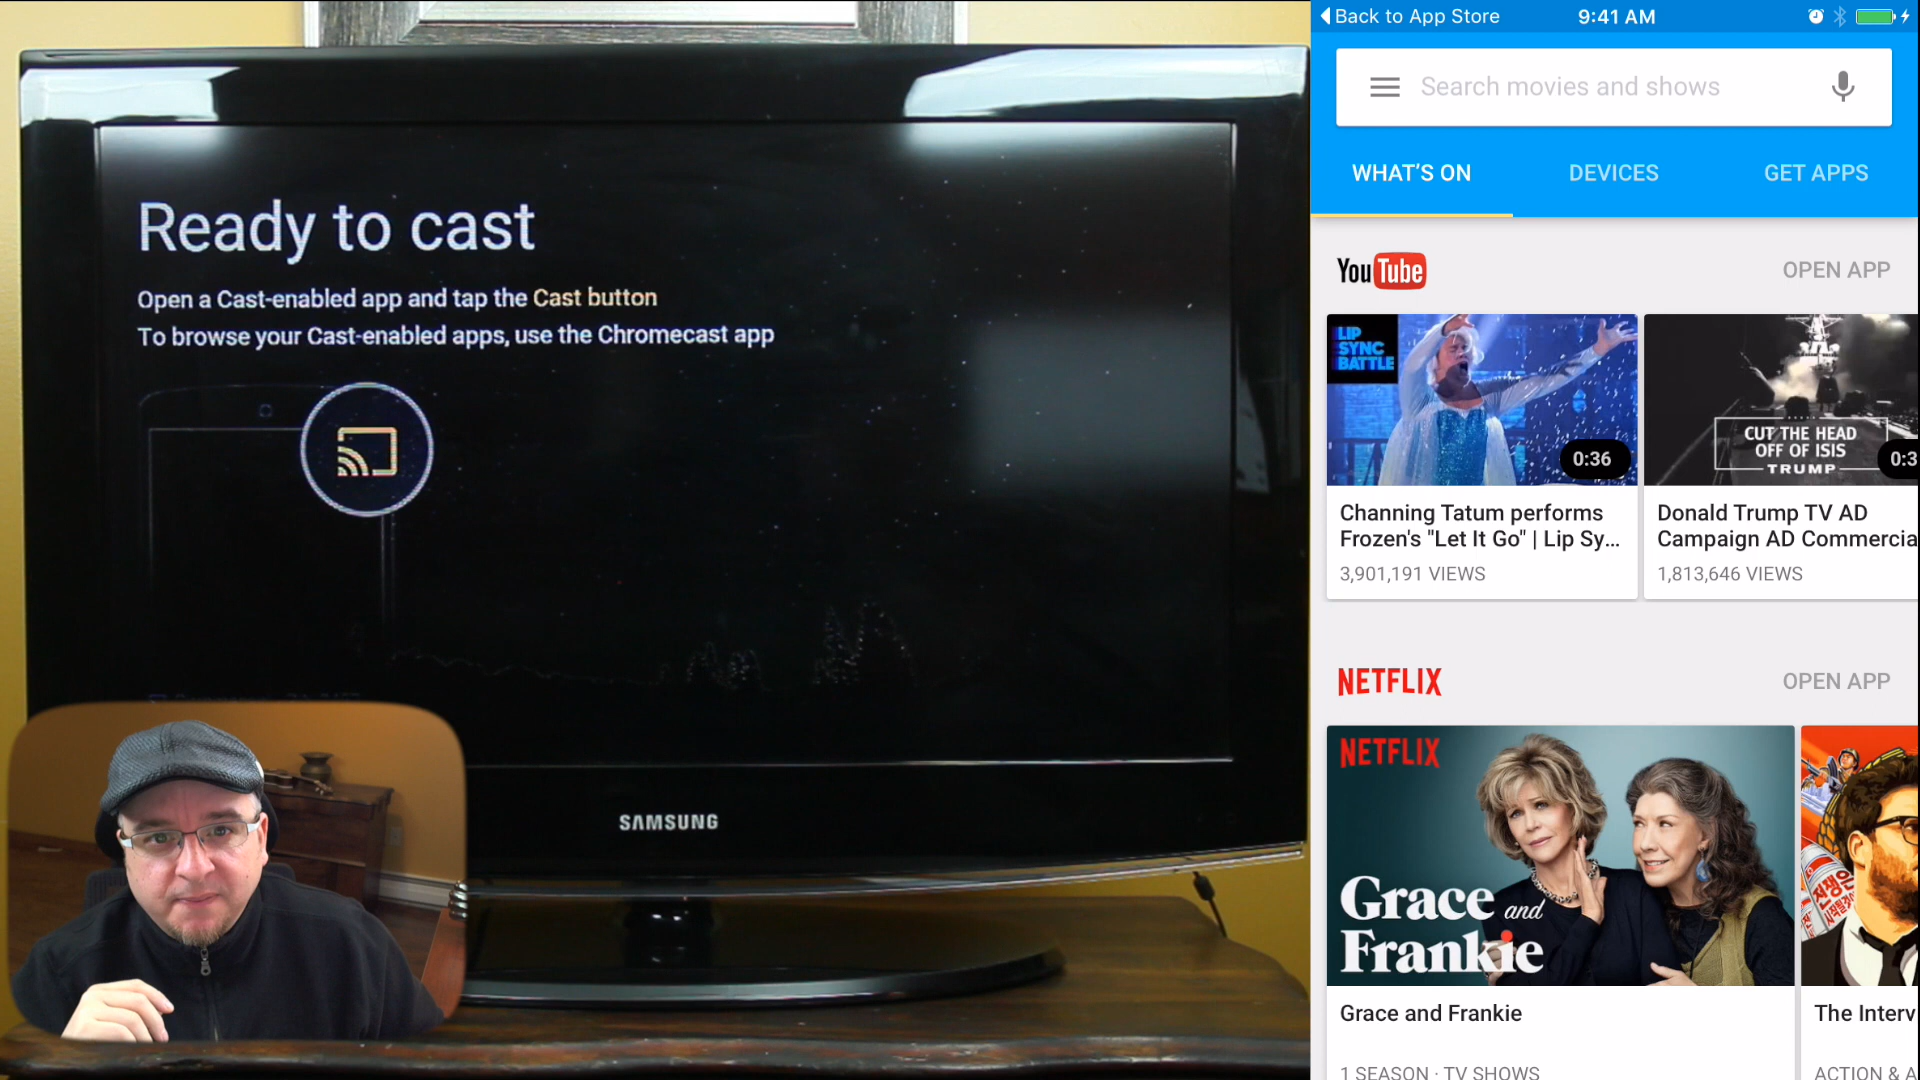 Ready to cast
Open a Cast-enabled app and tap the Cast button
To browse your Cast-enabled apps, use the Chromecast app
SAMSUNG
Back to App Store
9:41 AM
Search movies and shows
WHAT'S ON
DEVICES
GET APPS
YouTube
OPEN APP
LIP
SYNC
BATTLE
0:36
CUT THE HEAD
OFF OF ISIS
TRUMP
0:3
Channing Tatum performs
Frozen's "Let It Go" | Lip Sy...
3,901,191 VIEWS
Donald Trump TV AD
Campaign AD Commercia
1,813,646 VIEWS
NETFLIX
OPEN APP
NETFLIX
Grace and
Frankie
전쟁은
Grace and Frankie
1 SEASON · TV SHOWS
The Interv
ACTION & A